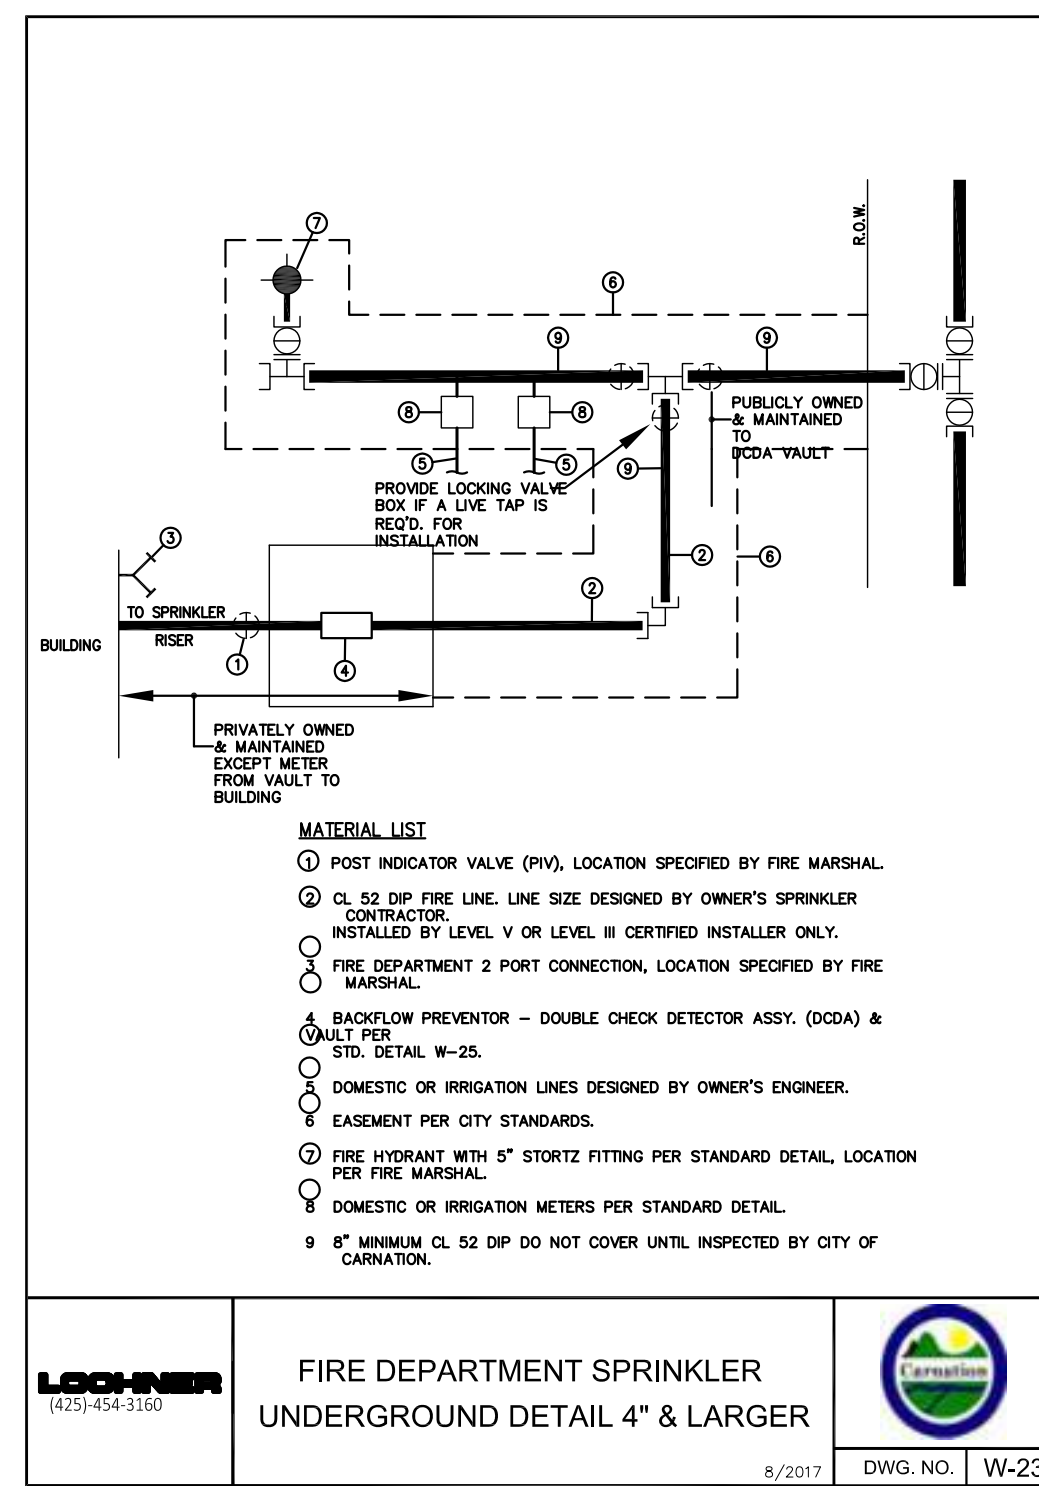 R.O.W.
7
6
9
9
8
8
PUBLICLY OWNED
& MAINTAINED
TO
DCDA VAULT
5
5
9
PROVIDE LOCKING VALVE
BOX IF A LIVE TAP IS
REQ'D. FOR
INSTALLATION
3
2
6
2
TO SPRINKLER
RISER
BUILDING
1
4
PRIVATELY OWNED
& MAINTAINED
EXCEPT METER
FROM VAULT TO
BUILDING
MATERIAL LIST
1 POST INDICATOR VALVE (PIV), LOCATION SPECIFIED BY FIRE MARSHAL.
2 CL 52 DIP FIRE LINE. LINE SIZE DESIGNED BY OWNER'S SPRINKLER
CONTRACTOR.
INSTALLED BY LEVEL V OR LEVEL III CERTIFIED INSTALLER ONLY.
3 FIRE DEPARTMENT 2 PORT CONNECTION, LOCATION SPECIFIED BY FIRE
MARSHAL.
4 BACKFLOW PREVENTOR – DOUBLE CHECK DETECTOR ASSY. (DCDA) &
VAULT PER
STD. DETAIL W–25.
5 DOMESTIC OR IRRIGATION LINES DESIGNED BY OWNER'S ENGINEER.
6 EASEMENT PER CITY STANDARDS.
7 FIRE HYDRANT WITH 5" STORTZ FITTING PER STANDARD DETAIL, LOCATION
PER FIRE MARSHAL.
8 DOMESTIC OR IRRIGATION METERS PER STANDARD DETAIL.
9 8" MINIMUM CL 52 DIP DO NOT COVER UNTIL INSPECTED BY CITY OF
CARNATION.
LOCHNER
(425)-454-3160
FIRE DEPARTMENT SPRINKLER
UNDERGROUND DETAIL 4" & LARGER
8/2017
Carnation
DWG. NO.
W-23